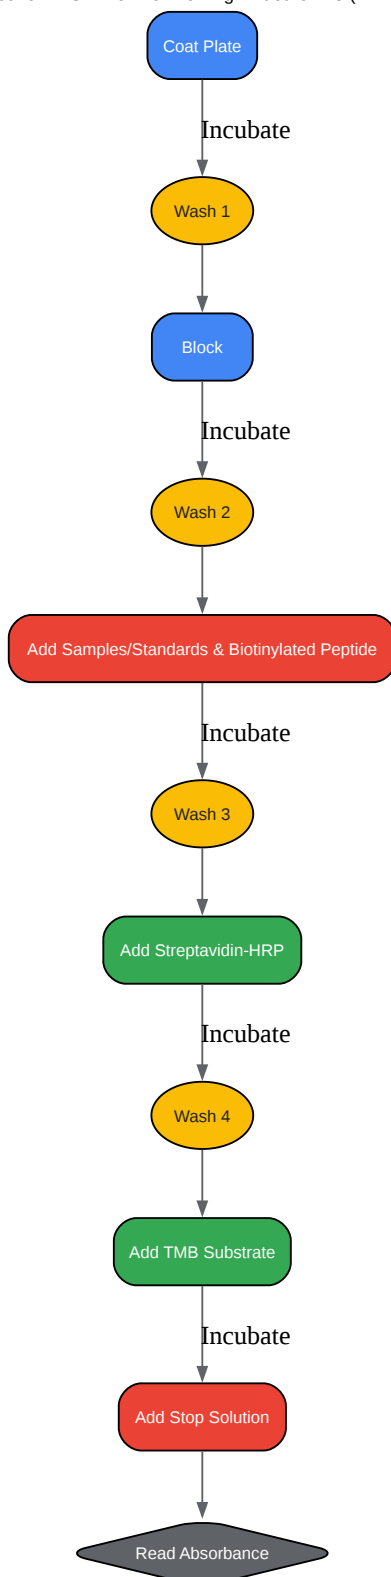 Coat Plate
Incubate
Wash 1
Block
Incubate
Wash 2
Add Samples/Standards & Biotinylated Peptide
Incubate
Wash 3
Add Streptavidin-HRP
Incubate
Wash 4
Add TMB Substrate
Incubate
Add Stop Solution
Read Absorbance